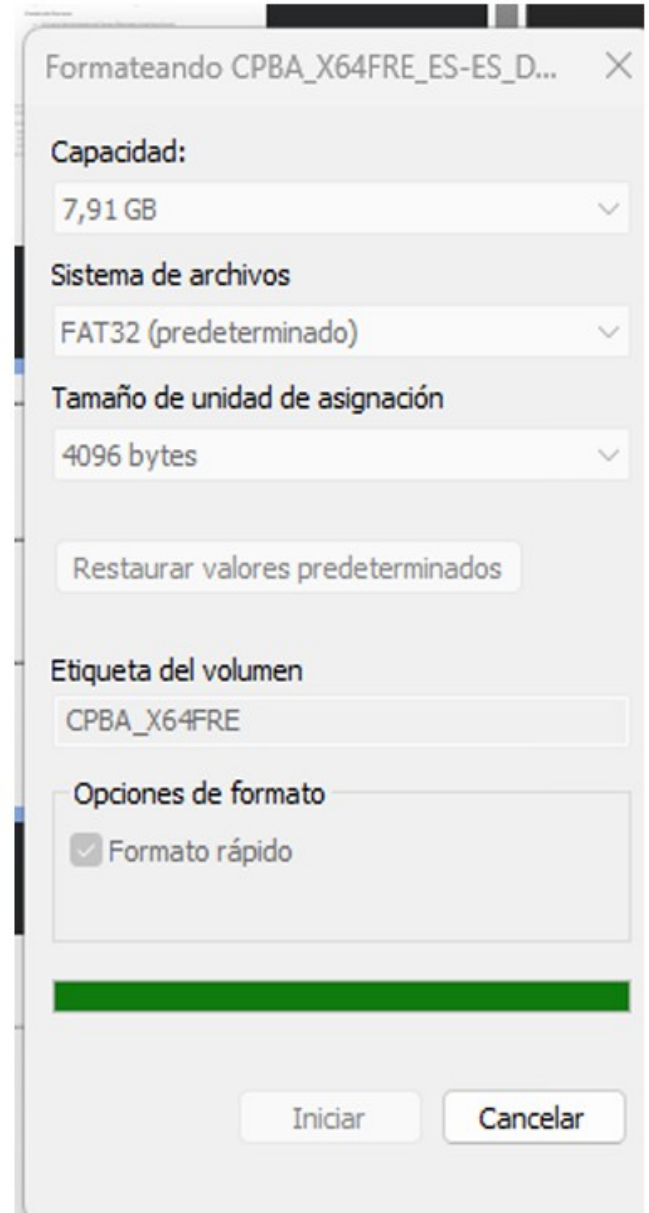 Formateando CPBA_X64FRE_ES-ES_D...
Capacidad:
7,91 GB
Sistema de archivos
FAT32 (predeterminado)
Tamaño de unidad de asignación
4096 bytes
Restaurar valores predeterminados
Etiqueta del volumen
CPBA_X64FRE
Opciones de formato
Formato rápido
Iniciar
Cancelar